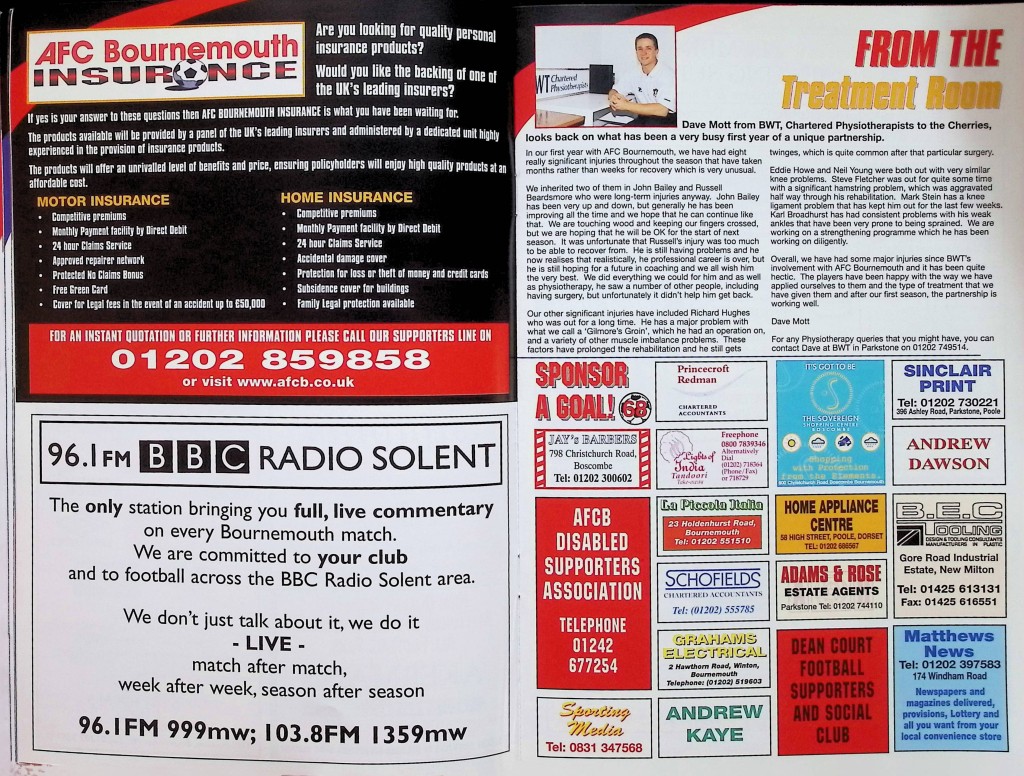 AFC Bournemouth
INSURANCE
Are you looking for quality personal
insurance products?
Would you like the backing of one of
the UK's leading insurers?
If yes is your answer to these questions then AFC BOURNEMOUTH INSURANCE is what you have been waiting for.
The products available will be provided by a panel of the UK's leading insurers and administered by a dedicated unit highly
experienced in the provision of insurance products.
The products will offer an unrivalled level of benefits and price, ensuring policyholders will enjoy high quality products at an
affordable cost.
MOTOR INSURANCE
• Competitive premiums
• Monthly Payment facility by Direct Debit
• 24 hour Claims Service
• Approved repairer network
• Protected No Claims Bonus
• Free Green Card
• Cover for Legal fees in the event of an accident up to £50,000
HOME INSURANCE
• Competitive premiums
• Monthly Payment facility by Direct Debit
• 24 hour Claims Service
• Accidental damage cover
• Protection for loss or theft of money and credit cards
• Subsidence cover for buildings
• Family Legal protection available
FOR AN INSTANT QUOTATION OR FURTHER INFORMATION PLEASE CALL OUR SUPPORTERS LINE ON
01202 859858
or visit www.afcb.co.uk
96.1FM BBC RADIO SOLENT
The only station bringing you full, live commentary
on every Bournemouth match.
We are committed to your club
and to football across the BBC Radio Solent area.
We don't just talk about it, we do it
- LIVE -
match after match,
week after week, season after season
96.1FM 999mw; 103.8FM 1359mw
WT Chartered
Physiotherapists
FROM THE
Treatment Room
Dave Mott from BWT, Chartered Physiotherapists to the Cherries,
looks back on what has been a very busy first year of a unique partnership.
In our first year with AFC Bournemouth, we have had eight
really significant injuries throughout the season that have taken
months rather than weeks for recovery which is very unusual.
We inherited two of them in John Bailey and Russell
Beardsmore who were long-term injuries anyway. John Bailey
has been very up and down, but generally he has been
improving all the time and we hope that he can continue like
that. We are touching wood and keeping our fingers crossed,
but we are hoping that he will be OK for the start of next
season. It was unfortunate that Russell's injury was too much
to be able to recover from. He is still having problems and he
now realises that realistically, he professional career is over, but
he is still hoping for a future in coaching and we all wish him
the very best. We did everything we could for him and as well
as physiotherapy, he saw a number of other people, including
having surgery, but unfortunately it didn't help him get back.
Our other significant injuries have included Richard Hughes
who was out for a long time. He has a major problem with
what we call a 'Gilmore's Groin', which he had an operation on,
and a variety of other muscle imbalance problems. These
factors have prolonged the rehabilitation and he still gets
twinges, which is quite common after that particular surgery.
Eddie Howe and Neil Young were both out with very similar
knee problems. Steve Fletcher was out for quite some time
with a significant hamstring problem, which was aggravated
half way through his rehabilitation. Mark Stein has a knee
ligament problem that has kept him out for the last few weeks.
Karl Broadhurst has had consistent problems with his weak
ankles that have been very prone to being sprained. We are
working on a strengthening programme which he has been
working on diligently.
Overall, we have had some major injuries since BWT's
involvement with AFC Bournemouth and it has been quite
hectic. The players have been happy with the way we have
applied ourselves to them and the type of treatment that we
have given them and after our first season, the partnership is
working well.
Dave Mott
For any Physiotherapy queries that you might have, you can
contact Dave at BWT in Parkstone on 01202 749514.
SPONSOR
A GOAL! 68
Princecroft
Redman
CHARTERED
ACCOUNTANTS
IT'S GOT TO BE
S
THE SOVEREIGN
SHOPPING CENTRE
BOSCOMBE
Shopping
with Protection
from the Elements.
SINCLAIR
PRINT
Tel: 01202 730221
396 Ashley Road, Parkstone, Poole
JAY's BARBERS
798 Christchurch Road,
Boscombe
Tel: 01202 300602
Lights of
India
Tandoori
Take-away
Freephone
0800 7839346
Alternatively
Dial
(01202) 718364
(Phone/Fax)
or 718729
ANDREW
DAWSON
AFCB
DISABLED
SUPPORTERS
ASSOCIATION
TELEPHONE
01242
677254
La Piccola Italia
23 Holdenhurst Road,
Bournemouth
Tel: 01202 551510
HOME APPLIANCE
CENTRE
58 HIGH STREET, POOLE, DORSET
TEL: 01202 666567
B.E.C
TOOLING
DESIGN & TOOLING CONSULTANTS
MANUFACTURERS IN PLASTIC
Gore Road Industrial
Estate, New Milton
Tel: 01425 613131
Fax: 01425 616551
SCHOFIELDS
CHARTERED ACCOUNTANTS
Tel: (01202) 555785
ADAMS & ROSE
ESTATE AGENTS
Parkstone Tel: 01202 744110
GRAHAMS
ELECTRICAL
2 Hawthorn Road, Winton,
Bournemouth
Telephone: (01202) 519603
DEAN COURT
FOOTBALL
SUPPORTERS
AND SOCIAL
CLUB
Matthews
News
Tel: 01202 397583
174 Windham Road
Newspapers and
magazines delivered,
provisions, Lottery and
all you want from your
local convenience store
Sporting
Media
Tel: 0831 347568
ANDREW
KAYE